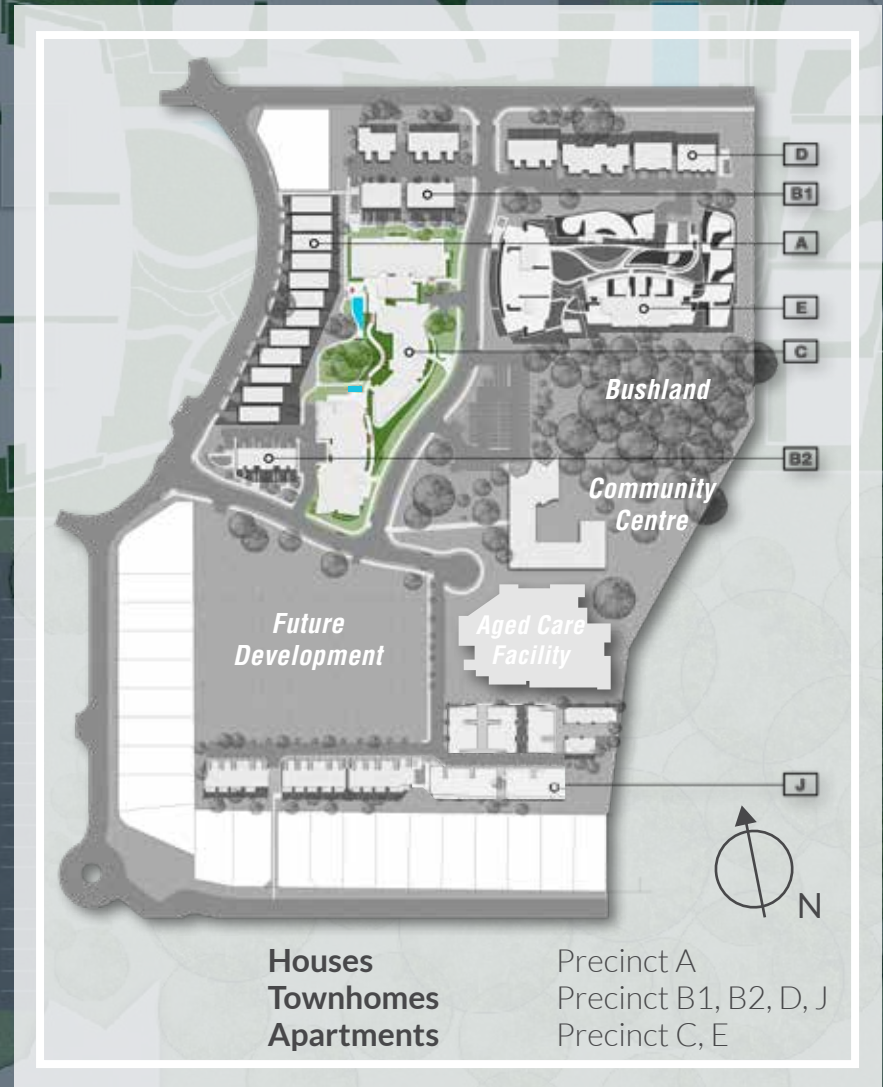 D
B1
A
E
C
Bushland
B2
Community
Centre
Future
Development
Aged Care
Facility
J
N
Houses Precinct A
Townhomes Precinct B1, B2, D, J
Apartments Precinct C, E